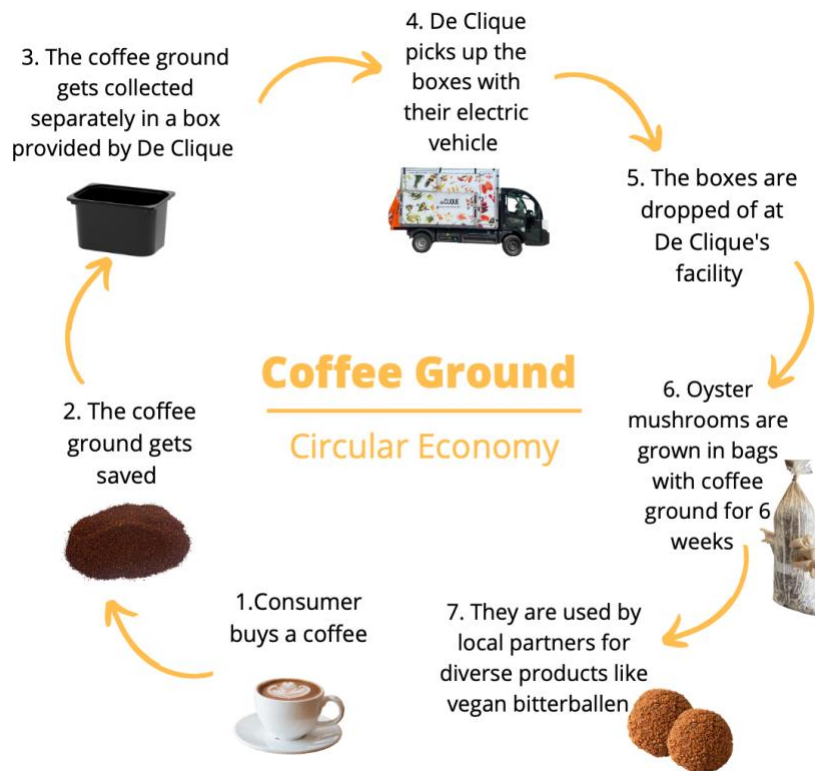 1.Consumer
buys a coffee
2. The coffee
ground gets
saved
3. The coffee ground
gets collected
separately in a box
provided by De Clique
4. De Clique
picks up the
boxes with
their electric
vehicle
5. The boxes are
dropped of at
De Clique's
facility
6. Oyster
mushrooms are
grown in bags
with coffee
ground for 6
weeks
7. They are used by
local partners for
diverse products like
vegan bitterballen
Coffee Ground
Circular Economy